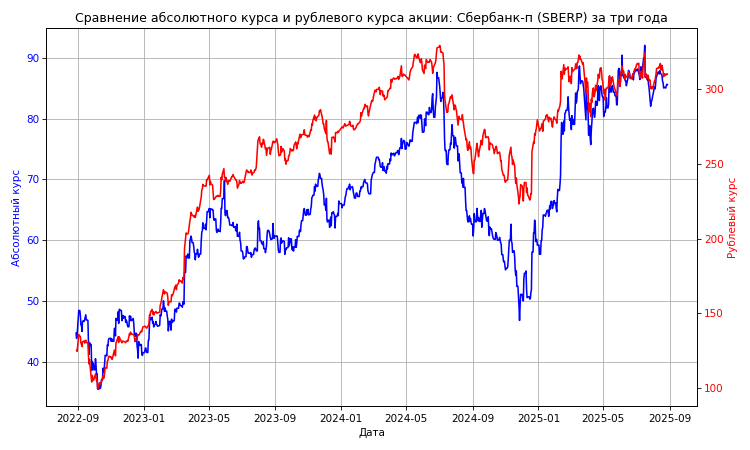 Сравнение абсолютного курса и рублевого курса акции: Сбербанк-п (SBERP) за три года
90
80
70
60
50
40
Абсолютный курс
300
250
200
150
100
Рублевый курс
2022-09 2023-01 2023-05 2023-09 2024-01 2024-05 2024-09 2025-01 2025-05 2025-09
Дата